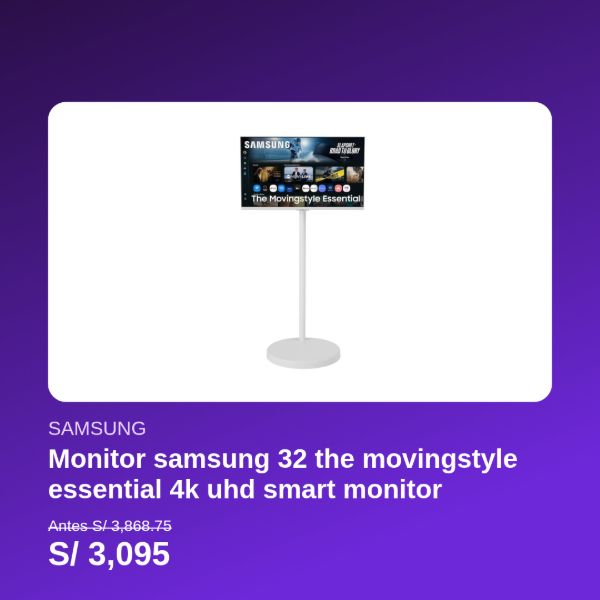 SAMSUNG
The Movingstyle Essential
SAMSUNG
Monitor samsung 32 the movingstyle
essential 4k uhd smart monitor
Antes S/ 3,868.75
S/ 3,095